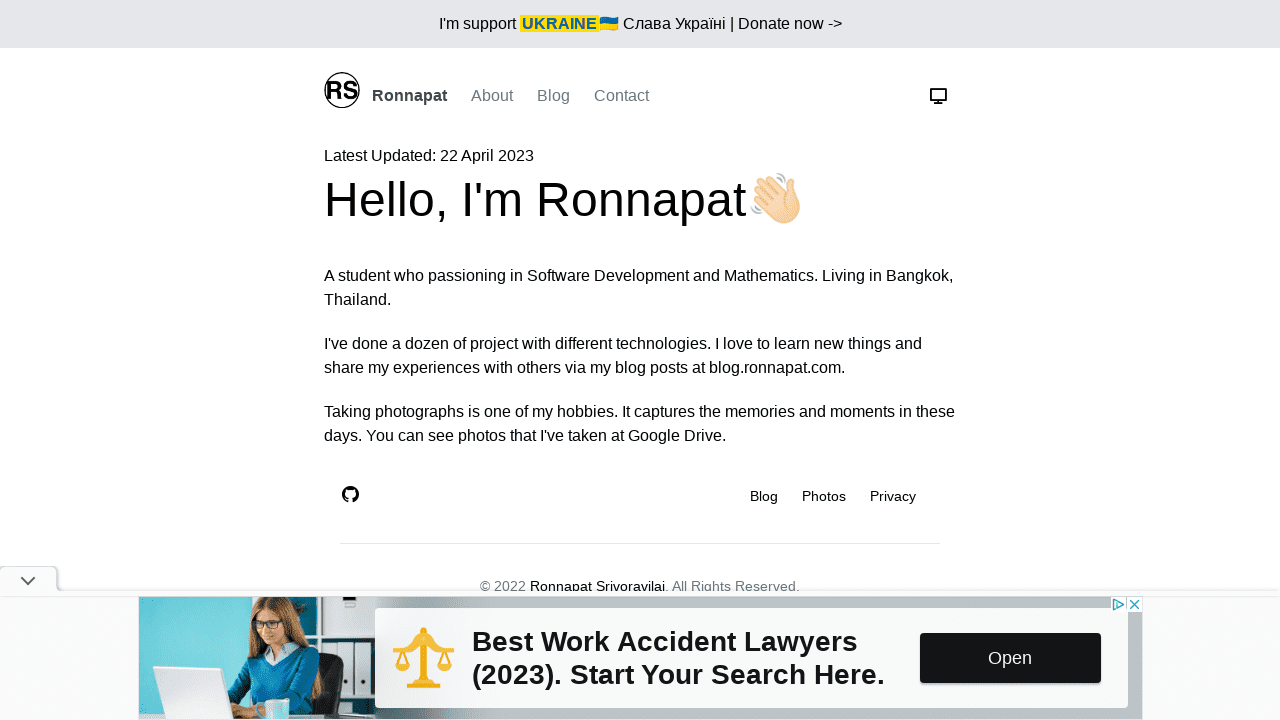 I'm support UKRAINE🇺🇦 Слава Україні | Donate now ->
RS Ronnapat About Blog Contact
Latest Updated: 22 April 2023
Hello, I'm Ronnapat👋🏻
A student who passioning in Software Development and Mathematics. Living in Bangkok,
Thailand.
I've done a dozen of project with different technologies. I love to learn new things and
share my experiences with others via my blog posts at blog.ronnapat.com.
Taking photographs is one of my hobbies. It captures the memories and moments in these
days. You can see photos that I've taken at Google Drive.
Blog Photos Privacy
© 2022 Ronnapat Srivoravilai. All Rights Reserved.
Best Work Accident Lawyers
(2023). Start Your Search Here.
Open